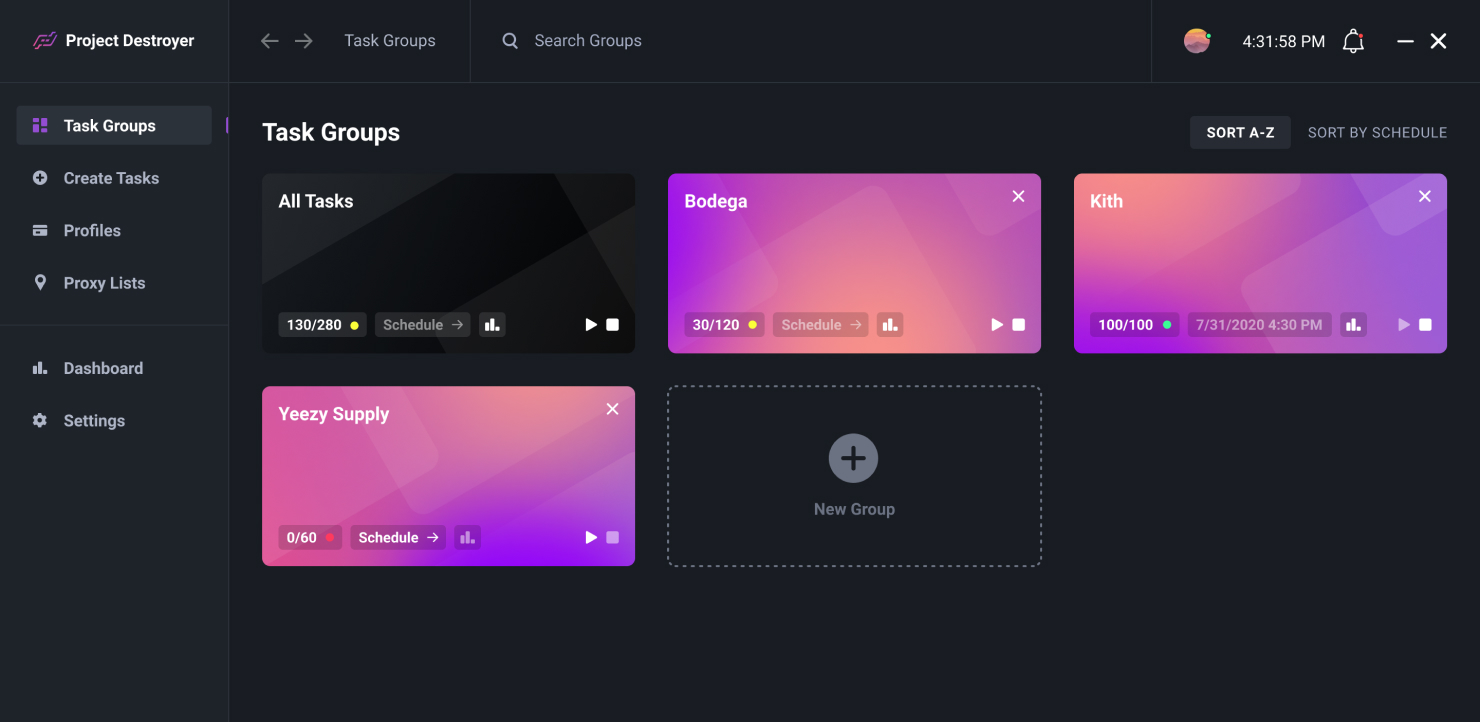 Project Destroyer
Task Groups
Search Groups
4:31:58 PM
Task Groups
Create Tasks
Profiles
Proxy Lists
Dashboard
Settings
Task Groups
SORT A-Z
SORT BY SCHEDULE
All Tasks
130/280
Schedule
Bodega
30/120
Schedule
Kith
100/100
7/31/2020 4:30 PM
Yeezy Supply
0/60
Schedule
New Group